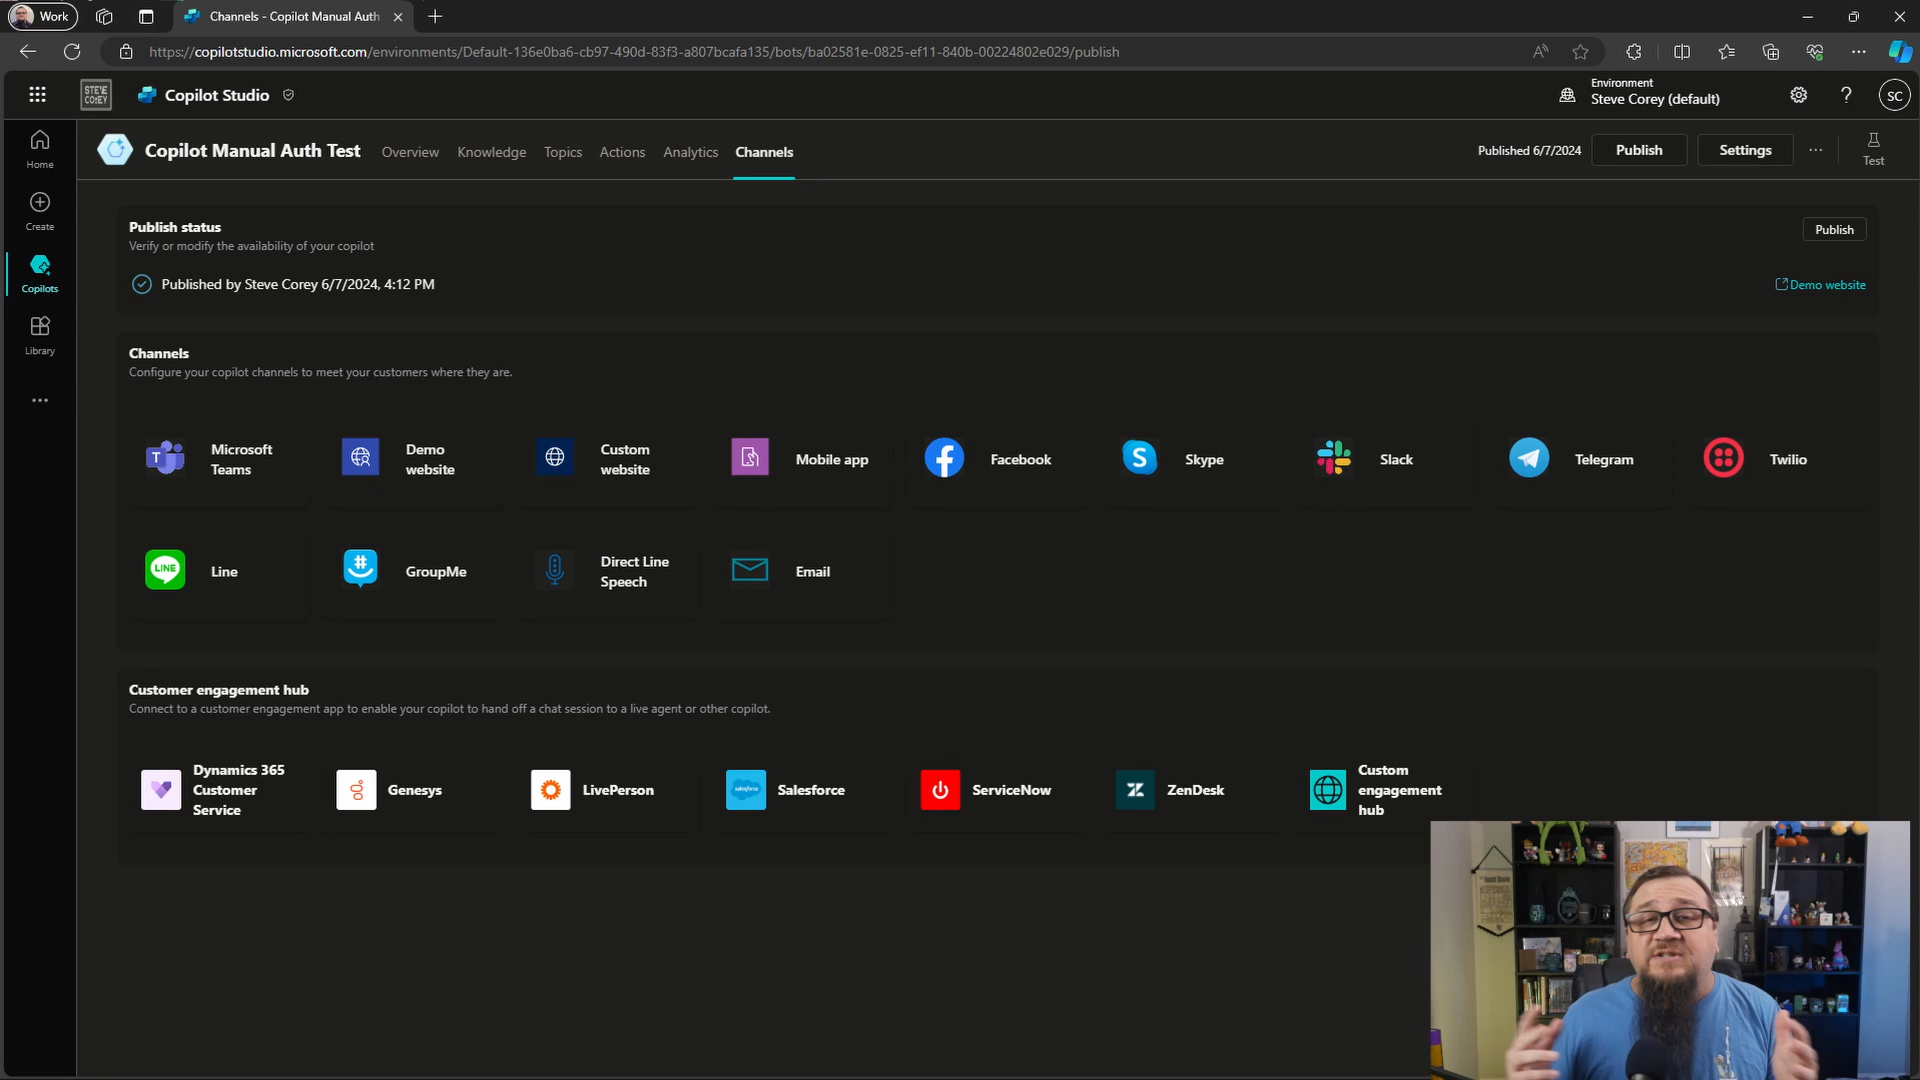 Work
Channels - Copilot Manual Auth
https://copilotstudio.microsoft.com/environments/Default-136e0ba6-cb97-490d-83f3-a807bcafa135/bots/ba02581e-0825-ef11-840b-00224802e029/publish
STEVE
COREY
Copilot Studio
Environment
Steve Corey (default)
SC
Home
Create
Copilots
Library
Copilot Manual Auth Test
Overview
Knowledge
Topics
Actions
Analytics
Channels
Published 6/7/2024
Publish
Settings
Test
Publish status
Verify or modify the availability of your copilot
Publish
Published by Steve Corey 6/7/2024, 4:12 PM
Demo website
Channels
Configure your copilot channels to meet your customers where they are.
T
Microsoft
Teams
Demo
website
Custom
website
Mobile app
Facebook
S
Skype
Slack
Telegram
Twilio
LINE
Line
GroupMe
Direct Line
Speech
Email
Customer engagement hub
Connect to a customer engagement app to enable your copilot to hand off a chat session to a live agent or other copilot.
Dynamics 365
Customer
Service
Genesys
LivePerson
salesforce
Salesforce
ServiceNow
ZenDesk
Custom
engagement
hub